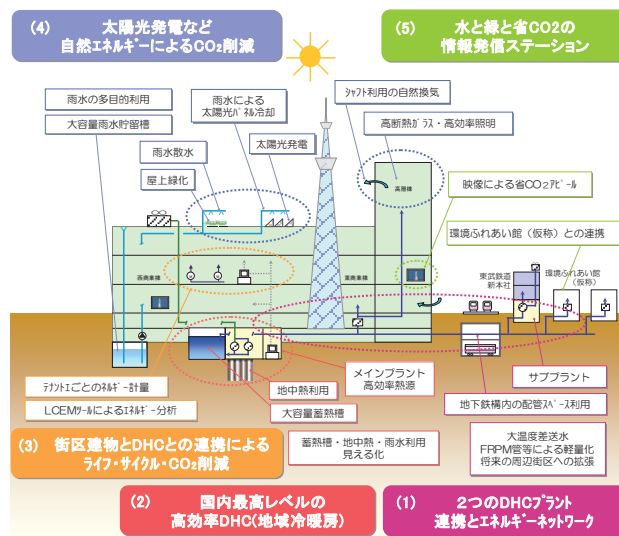 (4) 太陽光発電など
自然エネルギーによるCO₂削減
(5) 水と緑と省CO2の
情報発信ステーション
雨水の多目的利用
大容量雨水貯留槽
雨水による
太陽光パネル冷却
雨水散水
屋上緑化
太陽光発電
シャフト利用の自然換気
高断熱ガラス・高効率照明
映像による省CO2アピール
環境ふれあい館（仮称）との連携
高層棟
西商業棟
東商業棟
東武鉄道
新本社
環境ふれあい館
（仮称）
テナントエごとのエネルギー計量
LCEMツールによるエネルギー分析
地中熱利用
大容量蓄熱槽
メインプラント
高効率熱源
サブプラント
地下鉄構内の配管スペース利用
蓄熱槽・地中熱・雨水利用
見える化
大温度差送水
FRPM管等による軽量化
将来の周辺街区への拡張
(3) 街区建物とDHCとの連携による
ライフ・サイクル・CO₂削減
(2) 国内最高レベルの
高効率DHC(地域冷暖房)
(1) 2つのDHCプラント
連携とエネルギーネットワーク